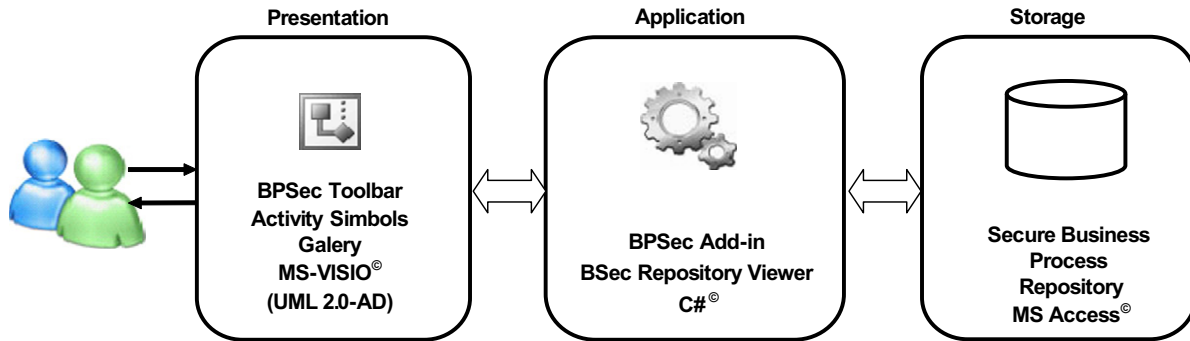 Presentation
BPSec Toolbar
Activity Simbols
Galery
MS-VISIO©
(UML 2.0-AD)
Application
BPSec Add-in
BSec Repository Viewer
C#©
Storage
Secure Business
Process
Repository
MS Access©